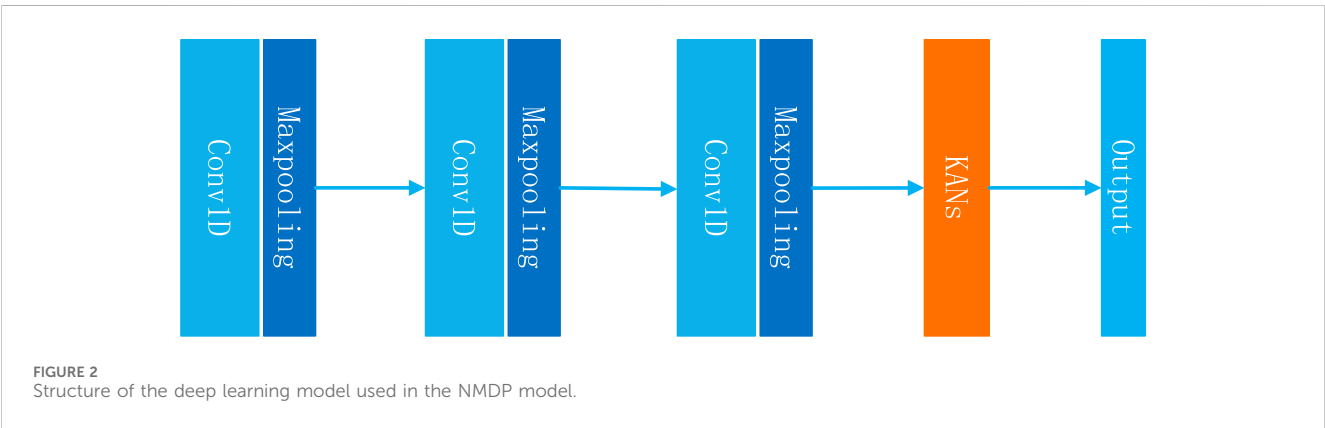 Conv1D
Maxpooling
Conv1D
Maxpooling
Conv1D
Maxpooling
KANs
Output
FIGURE 2
Structure of the deep learning model used in the NMDP model.